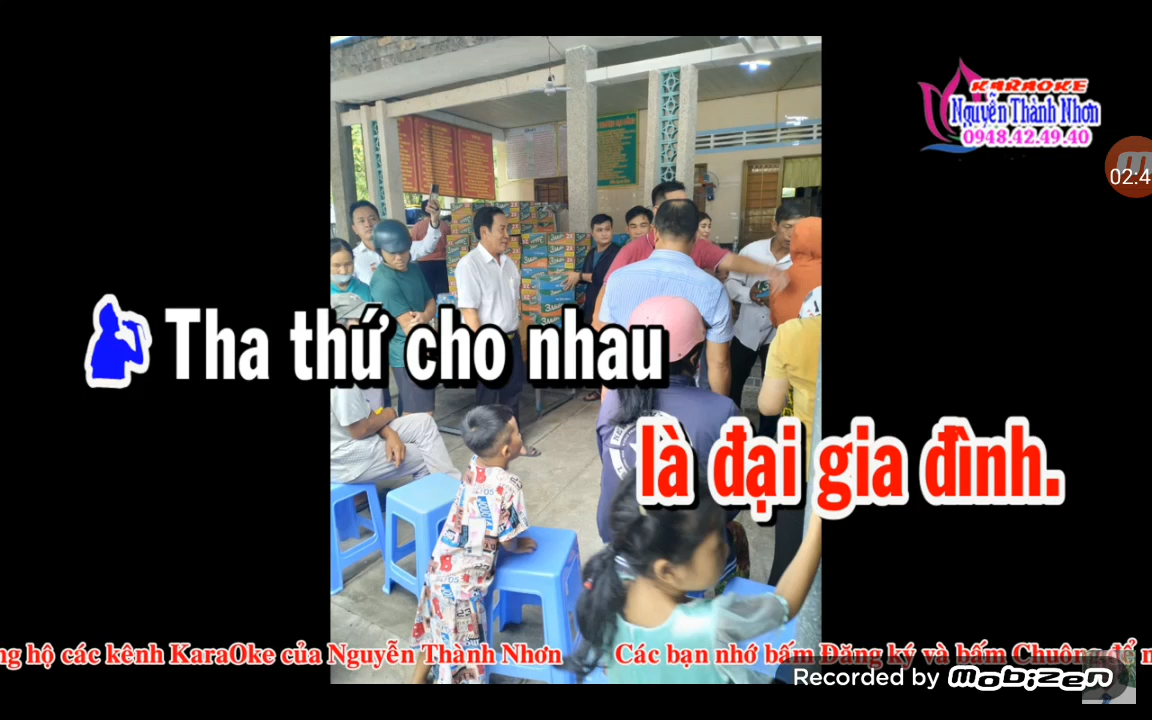 KARAOKE
Nguyễn Thành Nhơn
0948.42.49.40
02:4
Tha thứ cho nhau
là đại gia đình.
ng hộ các kênh KaraOke của Nguyễn Thành Nhơn Các bạn nhớ bấm Đăng ký và bấm Chuông để n
Recorded by mobizen